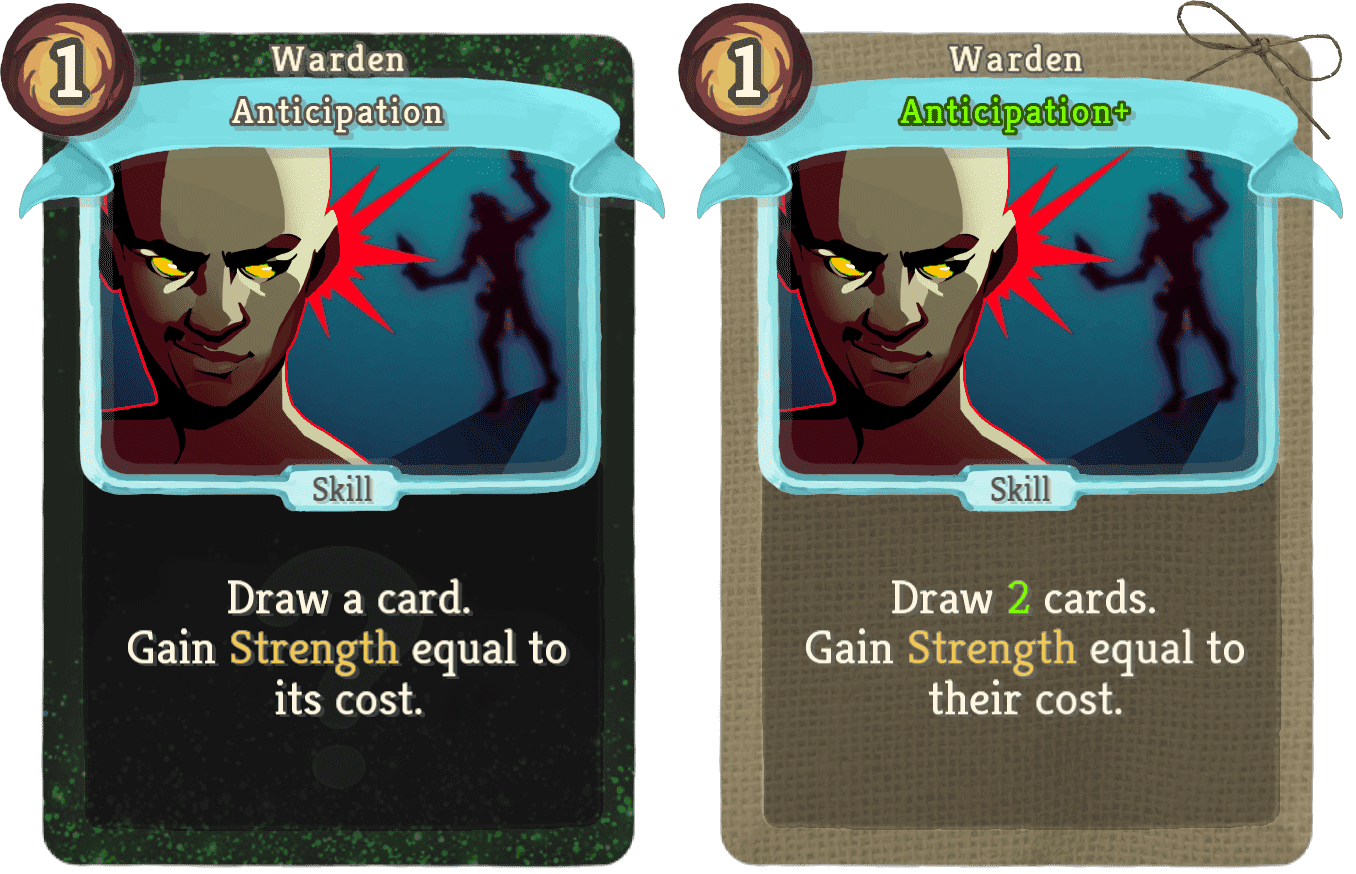 1
Warden
Anticipation
Skill
Draw a card.
Gain Strength equal to
its cost.
1
Warden
Anticipation+
Skill
Draw 2 cards.
Gain Strength equal to
their cost.